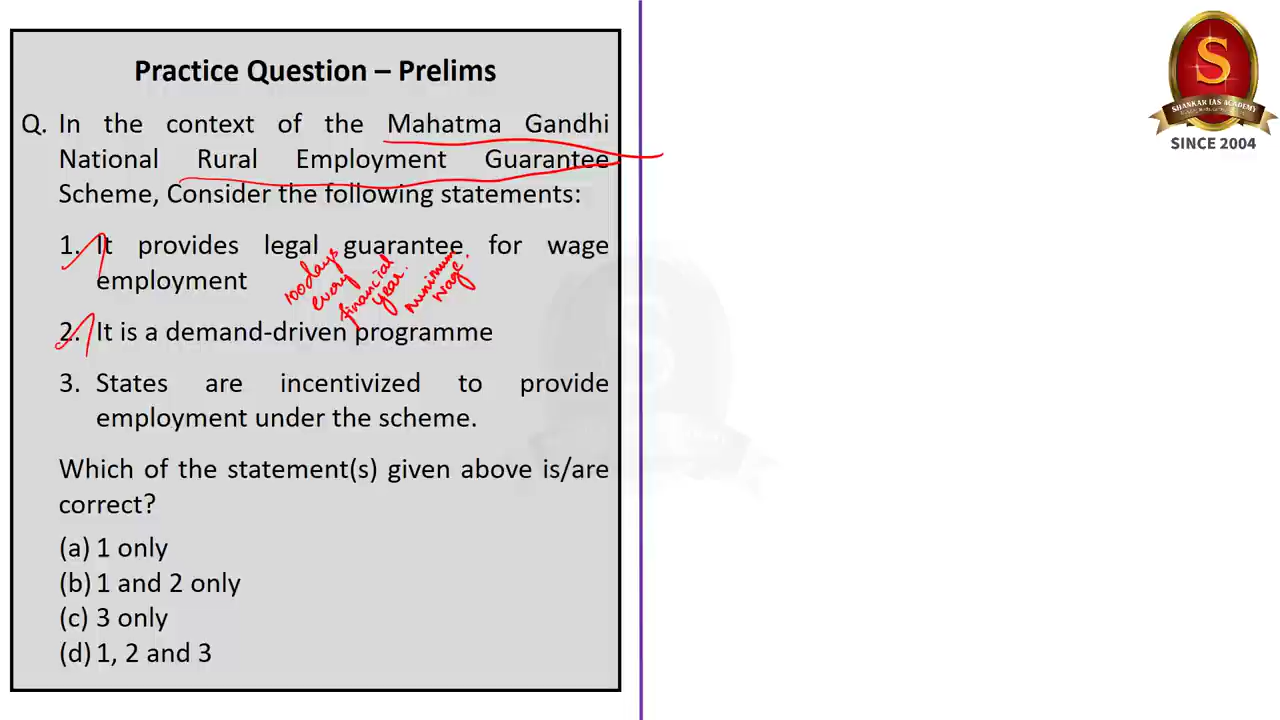 Practice Question – Prelims
Q. In the context of the Mahatma Gandhi
National Rural Employment Guarantee
Scheme, Consider the following statements:
1. It provides legal guarantee for wage
employment
100 days
every
financial
year.
minimum
wage.
2. It is a demand-driven programme
3. States are incentivized to provide
employment under the scheme.
Which of the statement(s) given above is/are
correct?
(a) 1 only
(b) 1 and 2 only
(c) 3 only
(d) 1, 2 and 3
S
SHANKAR IAS ACADEMY
SINCE 2004